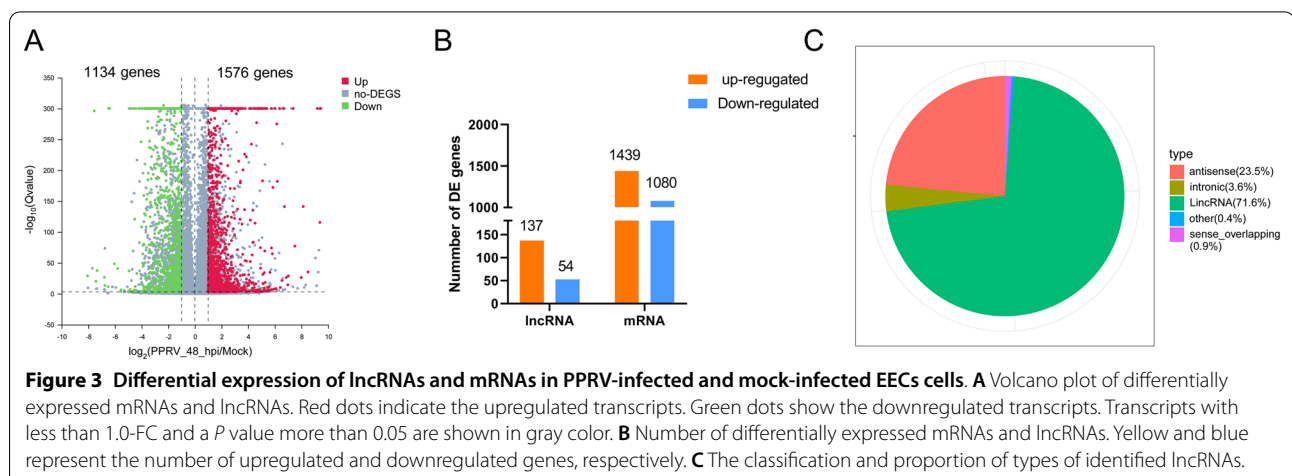 A
1134 genes 1576 genes
Up
no-DEGS
Down
350
300
250
200
150
100
50
0
-50
-log10(Qvalue)
-10 -8 -6 -4 -2 0 2 4 6 8 10
log2(PPRV_48_hpi/Mock)
B
up-regugated
Down-regulated
Nummber of DE genes
2000
1500
1000
150
100
50
0
137
54
1439
1080
lncRNA mRNA
C
type
antisense(23.5%)
intronic(3.6%)
LincRNA(71.6%)
other(0.4%)
sense_overlapping
(0.9%)
Figure 3 Differential expression of lncRNAs and mRNAs in PPRV-infected and mock-infected EECs cells. A Volcano plot of differentially
expressed mRNAs and lncRNAs. Red dots indicate the upregulated transcripts. Green dots show the downregulated transcripts. Transcripts with
less than 1.0-FC and a P value more than 0.05 are shown in gray color. B Number of differentially expressed mRNAs and lncRNAs. Yellow and blue
represent the number of upregulated and downregulated genes, respectively. C The classification and proportion of types of identified lncRNAs.